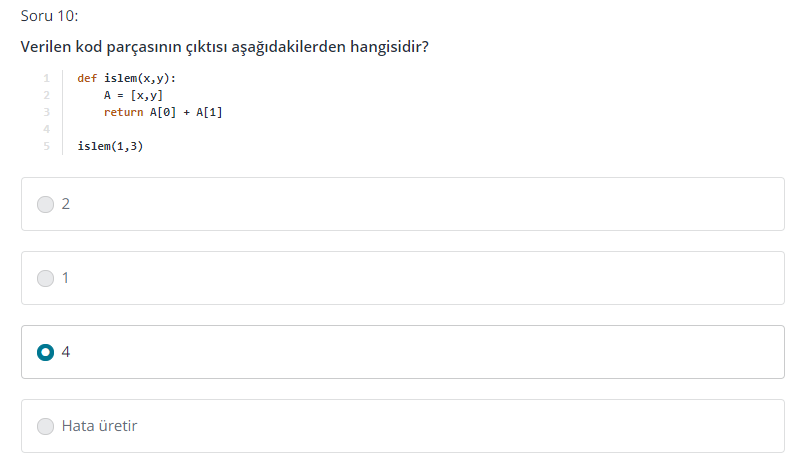 Soru 10:
Verilen kod parçasının çıktısı aşağıdakilerden hangisidir?
1 def islem(x,y):
2 A = [x,y]
3 return A[0] + A[1]
4
5 islem(1,3)
2
1
4
Hata üretir